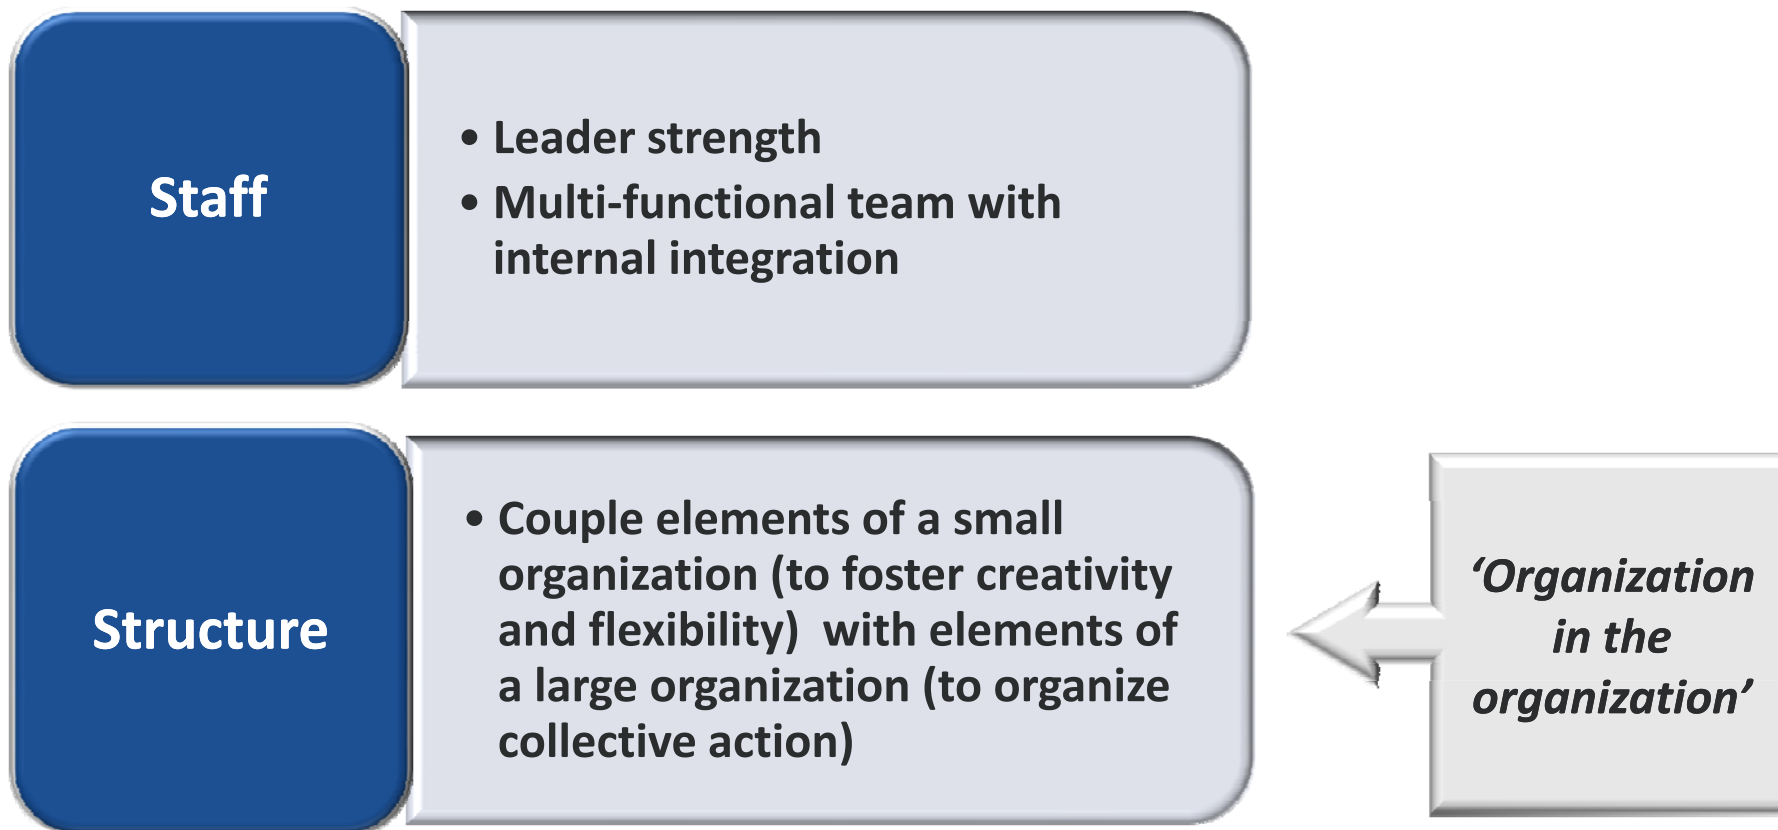 Staff
• Leader strength
• Multi-functional team with
internal integration
Structure
• Couple elements of a small
organization (to foster creativity
and flexibility)  with elements of
a large organization (to organize
collective action)
‘Organization
in the
organization’